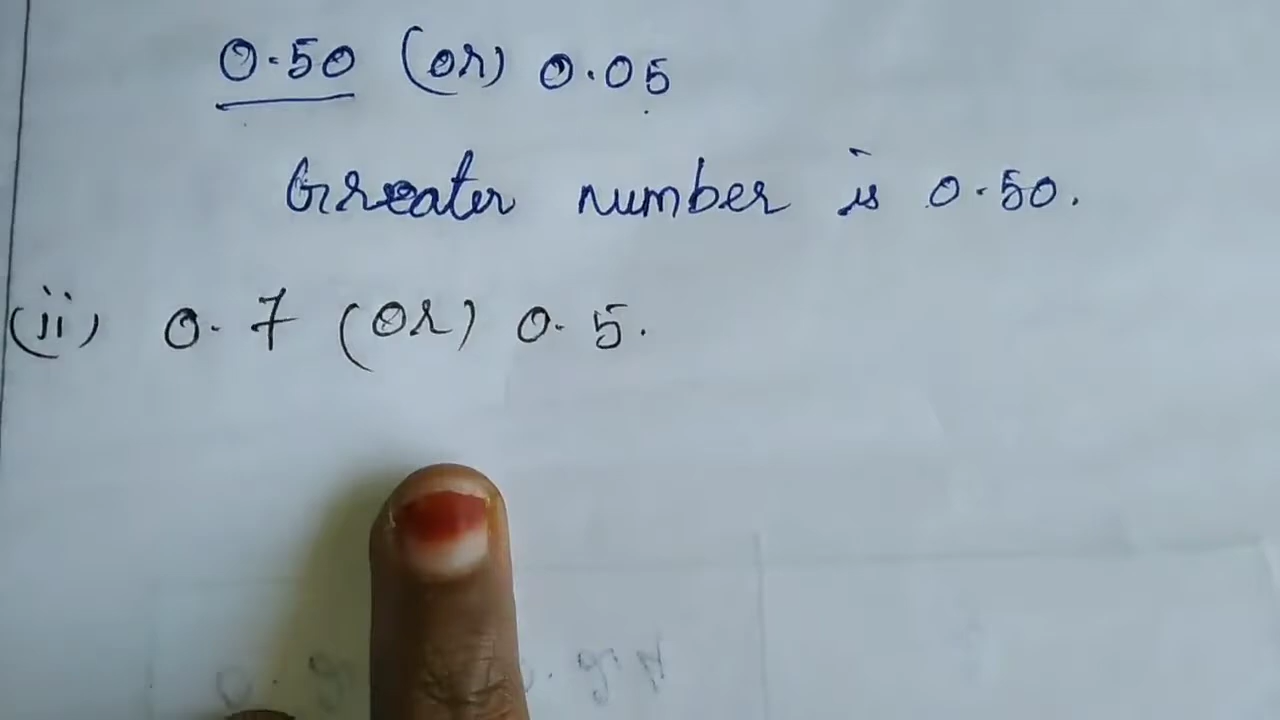 0.50 (or) 0.05
Greater number is 0.50.
(ii) 0.7 (or) 0.5.